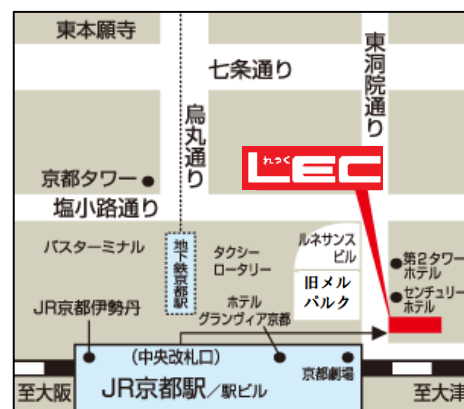 東本願寺
七条通り
東洞院通り
烏丸通り
れっく
LEC
京都タワー
塩小路通り
バスターミナル
地下鉄京都駅
タクシー
ロータリー
ルネサンス
ビル
旧メル
パルク
第2タワー
ホテル
センチュリー
ホテル
JR京都伊勢丹
ホテル
グランヴィア京都
(中央改札口)
京都劇場
JR京都駅/駅ビル
至大阪
至大津